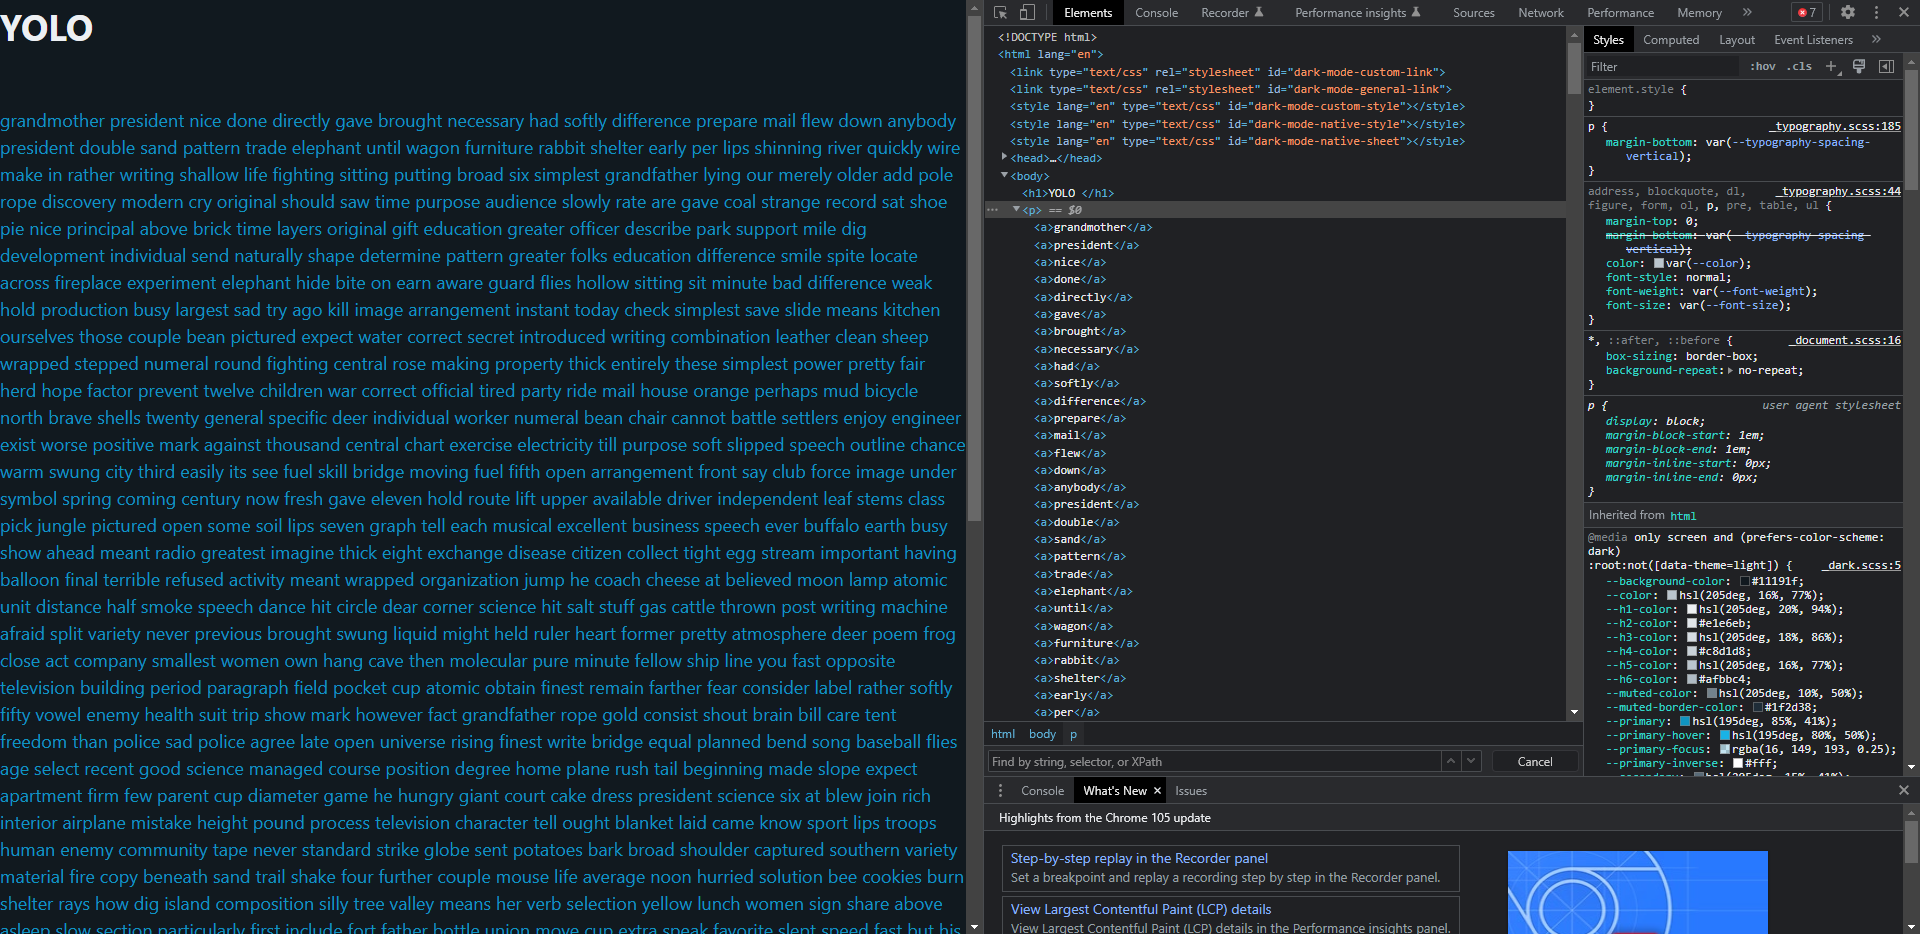 YOLO
grandmother president nice done directly gave brought necessary had softly difference prepare mail flew down anybody
president double sand pattern trade elephant until wagon furniture rabbit shelter early per lips shinning river quickly wire
make in rather writing shallow life fighting sitting putting broad six simplest grandfather lying our merely older add pole
rope discovery modern cry original should saw time purpose audience slowly rate are gave coal strange record sat shoe
pie nice principal above brick time layers original gift education greater officer describe park support mile dig
development individual send naturally shape determine pattern greater folks education difference smile spite locate
across fireplace experiment elephant hide bite on earn aware guard flies hollow sitting sit minute bad difference weak
hold production busy largest sad try ago kill image arrangement instant today check simplest save slide means kitchen
ourselves those couple bean pictured expect water correct secret introduced writing combination leather clean sheep
wrapped stepped numeral round fighting central rose making property thick entirely these simplest power pretty fair
herd hope factor prevent twelve children war correct official tired party ride mail house orange perhaps mud bicycle
north brave shells twenty general specific deer individual worker numeral bean chair cannot battle settlers enjoy engineer
exist worse positive mark against thousand central chart exercise electricity till purpose soft slipped speech outline chance
warm swung city third easily its see fuel skill bridge moving fuel fifth open arrangement front say club force image under
symbol spring coming century now fresh gave eleven hold route lift upper available driver independent leaf stems class
pick jungle pictured open some soil lips seven graph tell each musical excellent business speech ever buffalo earth busy
show ahead meant radio greatest imagine thick eight exchange disease citizen collect tight egg stream important having
balloon final terrible refused activity meant wrapped organization jump he coach cheese at believed moon lamp atomic
unit distance half smoke speech dance hit circle dear corner science hit salt stuff gas cattle thrown post writing machine
afraid split variety never previous brought swung liquid might held ruler heart former pretty atmosphere deer poem frog
close act company smallest women own hang cave then molecular pure minute fellow ship line you fast opposite
television building period paragraph field pocket cup atomic obtain finest remain farther fear consider label rather softly
fifty vowel enemy health suit trip show mark however fact grandfather rope gold consist shout brain bill care tent
freedom than police sad police agree late open universe rising finest write bridge equal planned bend song baseball flies
age select recent good science managed course position degree home plane rush tail beginning made slope expect
apartment firm few parent cup diameter game he hungry giant court cake dress president science six at blew join rich
interior airplane mistake height pound process television character tell ought blanket laid came know sport lips troops
human enemy community tape never standard strike globe sent potatoes bark broad shoulder captured southern variety
material fire copy beneath sand trail shake four further couple mouse life average noon hurried solution bee cookies burn
shelter rays how dig island composition silly tree valley means her verb selection yellow lunch women sign share above
asleep slow section particularly first include fort father bottle union move cup extra speak favorite slept speed fast but his
Elements Console Recorder Performance insights Sources Network Performance Memory » 7
<!DOCTYPE html>
<html lang="en">
<link type="text/css" rel="stylesheet" id="dark-mode-custom-link">
<link type="text/css" rel="stylesheet" id="dark-mode-general-link">
<style lang="en" type="text/css" id="dark-mode-custom-style"></style>
<style lang="en" type="text/css" id="dark-mode-native-style"></style>
<style lang="en" type="text/css" id="dark-mode-native-sheet"></style>
<head>…</head>
<body>
<h1>YOLO </h1>
<p> == $0
<a>grandmother</a>
<a>president</a>
<a>nice</a>
<a>done</a>
<a>directly</a>
<a>gave</a>
<a>brought</a>
<a>necessary</a>
<a>had</a>
<a>softly</a>
<a>difference</a>
<a>prepare</a>
<a>mail</a>
<a>flew</a>
<a>down</a>
<a>anybody</a>
<a>president</a>
<a>double</a>
<a>sand</a>
<a>pattern</a>
<a>trade</a>
<a>elephant</a>
<a>until</a>
<a>wagon</a>
<a>furniture</a>
<a>rabbit</a>
<a>shelter</a>
<a>early</a>
<a>per</a>
html body p
Find by string, selector, or XPath Cancel
Styles Computed Layout Event Listeners »
Filter :hov .cls
element.style {
}
p { _typography.scss:185
margin-bottom: var(--typography-spacing-
vertical);
}
address, blockquote, dl, _typography.scss:44
figure, form, ol, p, pre, table, ul {
margin-top: 0;
margin-bottom: var(--typography-spacing-
vertical);
color: var(--color);
font-style: normal;
font-weight: var(--font-weight);
font-size: var(--font-size);
}
*, ::after, ::before { _document.scss:16
box-sizing: border-box;
background-repeat: no-repeat;
}
p { user agent stylesheet
display: block;
margin-block-start: 1em;
margin-block-end: 1em;
margin-inline-start: 0px;
margin-inline-end: 0px;
}
Inherited from html
@media only screen and (prefers-color-scheme:
dark)
:root:not([data-theme=light]) { _dark.scss:5
--background-color: #11191f;
--color: hsl(205deg, 16%, 77%);
--h1-color: hsl(205deg, 20%, 94%);
--h2-color: #e1e6eb;
--h3-color: hsl(205deg, 18%, 86%);
--h4-color: #c8d1d8;
--h5-color: hsl(205deg, 16%, 77%);
--h6-color: #afbbc4;
--muted-color: hsl(205deg, 10%, 50%);
--muted-border-color: #1f2d38;
--primary: hsl(195deg, 85%, 41%);
--primary-hover: hsl(195deg, 80%, 50%);
--primary-focus: rgba(16, 149, 193, 0.25);
--primary-inverse: #fff;
--secondary: hsl(205deg, 15%, 41%);
Console What's New Issues
Highlights from the Chrome 105 update
Step-by-step replay in the Recorder panel
Set a breakpoint and replay a recording step by step in the Recorder panel.
View Largest Contentful Paint (LCP) details
View LCP details in the Performance insights panel.